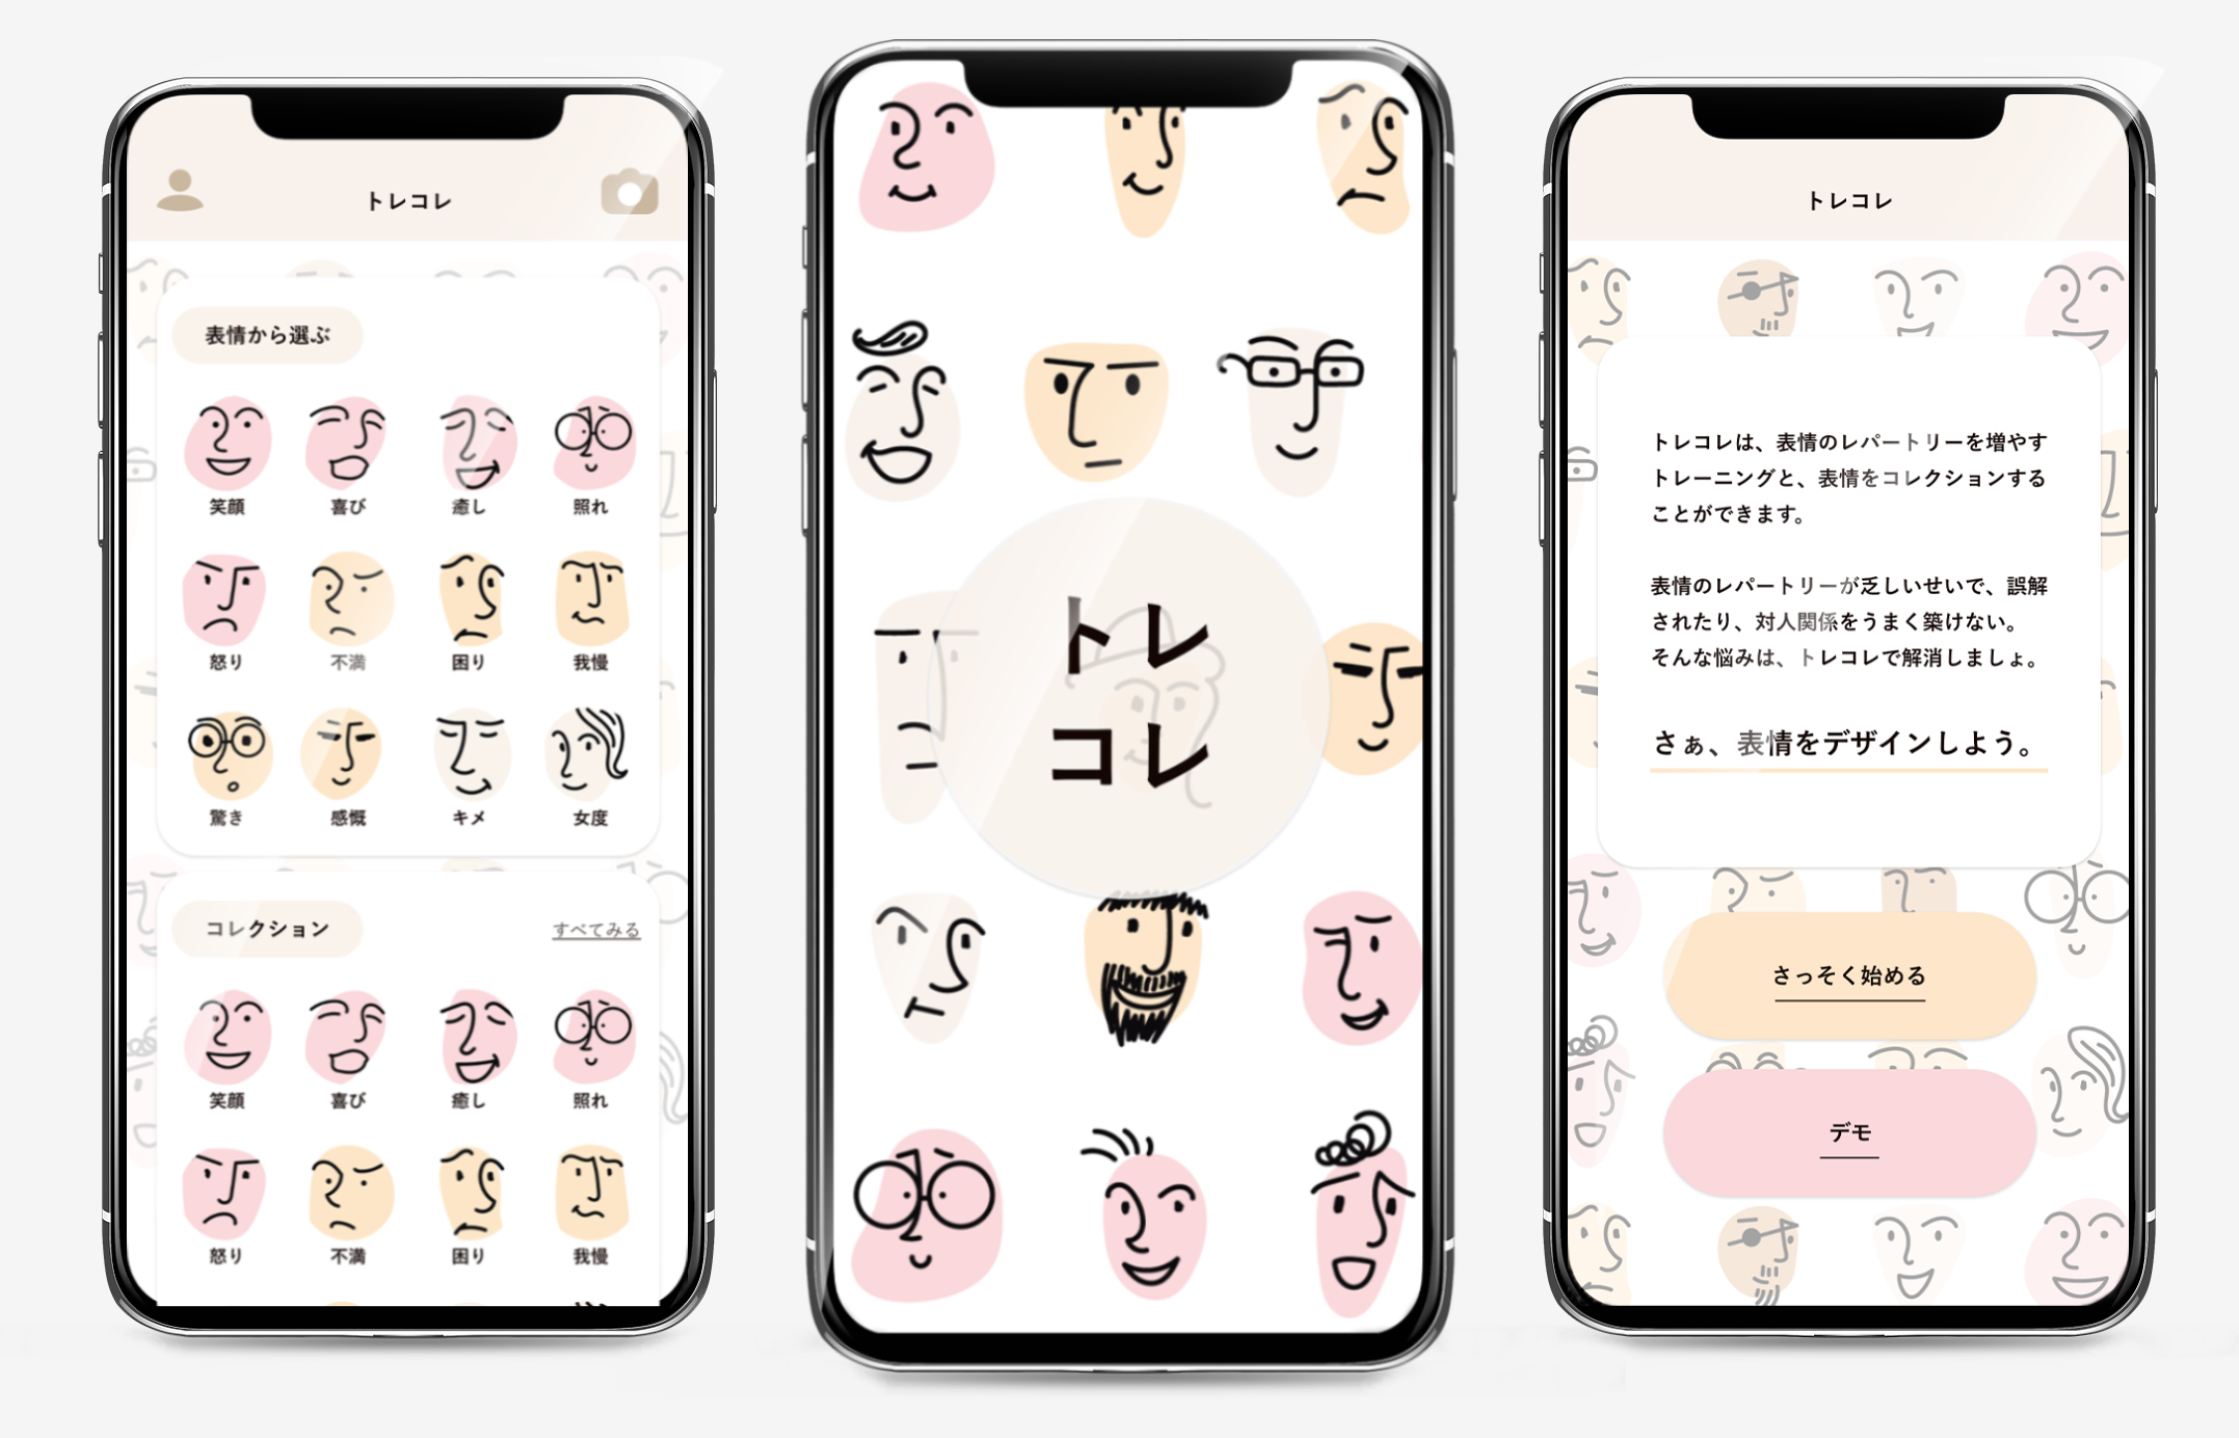 トレコレ
表情から選ぶ
笑顔 喜び 癒し 照れ
怒り 不満 困り 我慢
驚き 感慨 キメ 女度
コレクション すべてみる
笑顔 喜び 癒し 照れ
怒り 不満 困り 我慢
トレ
コレ
トレコレ
トレコレは、表情のレパートリーを増やす
トレーニングと、表情をコレクションする
ことができます。
表情のレパートリーが乏しいせいで、誤解
されたり、対人関係をうまく築けない。
そんな悩みは、トレコレで解消しましょ。
さぁ、表情をデザインしよう。
さっそく始める
デモ